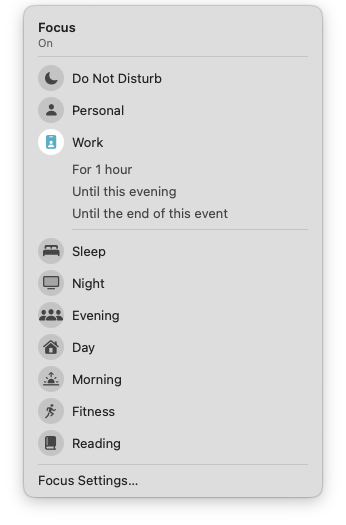 Focus
On
Do Not Disturb
Personal
Work
For 1 hour
Until this evening
Until the end of this event
Sleep
Night
Evening
Day
Morning
Fitness
Reading
Focus Settings...